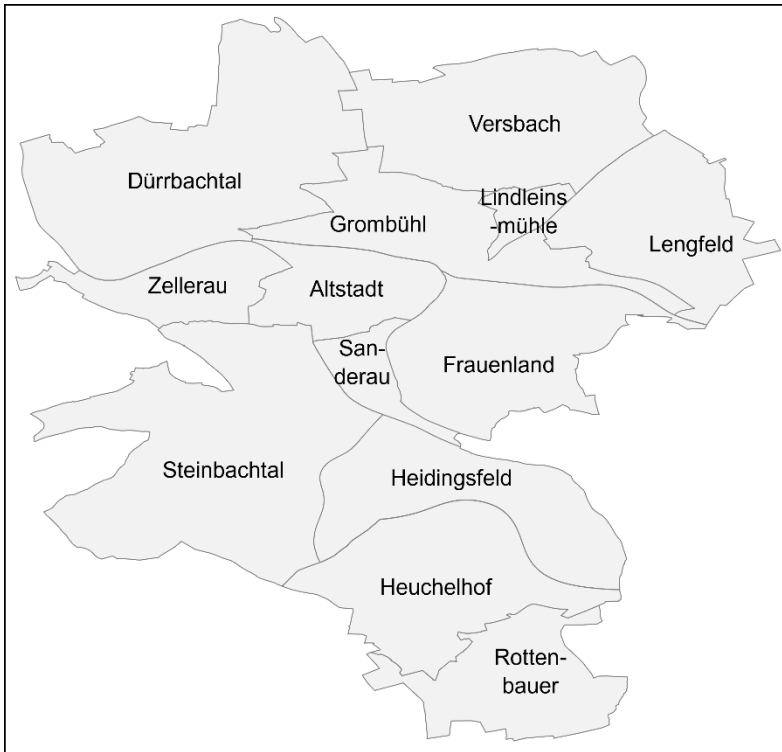 Versbach
Dürrbachtal
Lindleins
-mühle
Grombühl
Lengfeld
Zellerau
Altstadt
San-
derau
Frauenland
Steinbachtal
Heidingsfeld
Heuchelhof
Rotten-
bauer